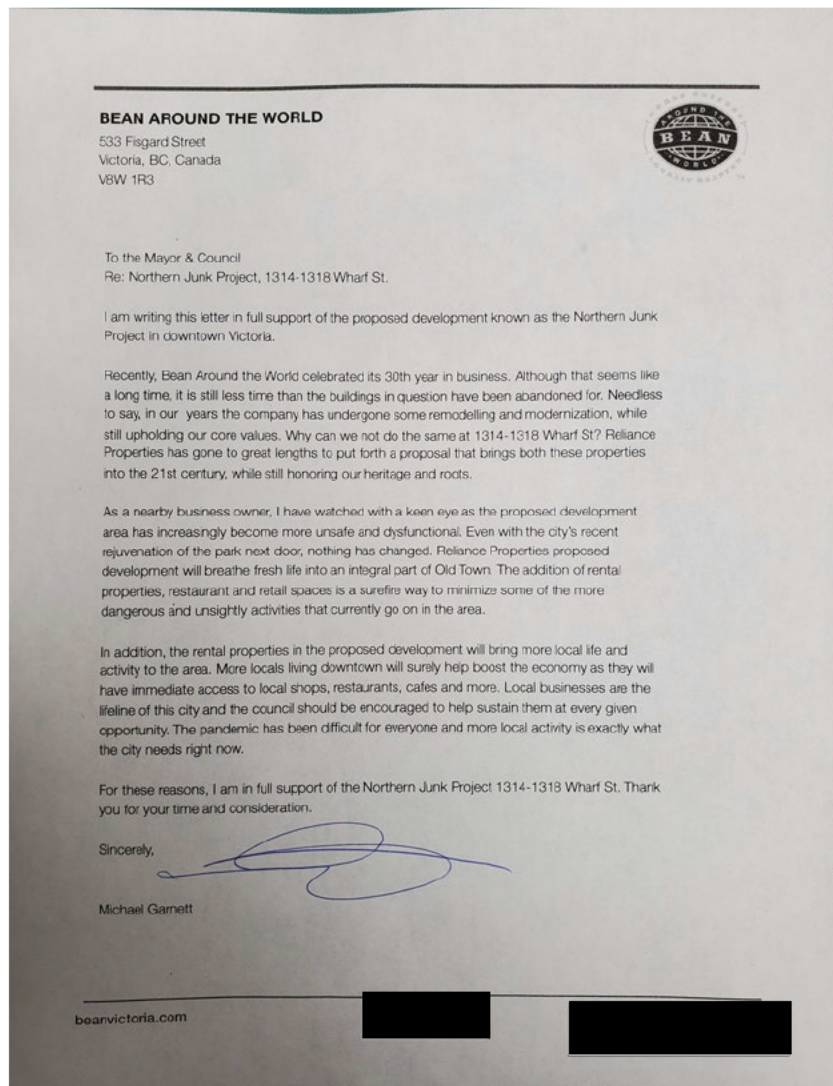 BEAN AROUND THE WORLD
533 Fisgard Street
Victoria, BC, Canada
V8W 1R3
AROUND THE
BEAN
WORLD
To the Mayor & Council
Re: Northern Junk Project, 1314-1318 Wharf St.
I am writing this letter in full support of the proposed development known as the Northern Junk
Project in downtown Victoria.
Recently, Bean Around the World celebrated its 30th year in business. Although that seems like
a long time, it is still less time than the buildings in question have been abandoned for. Needless
to say, in our years the company has undergone some remodelling and modernization, while
still upholding our core values. Why can we not do the same at 1314-1318 Wharf St? Reliance
Properties has gone to great lengths to put forth a proposal that brings both these properties
into the 21st century, while still honoring our heritage and roots.
As a nearby business owner, I have watched with a keen eye as the proposed development
area has increasingly become more unsafe and dysfunctional. Even with the city's recent
rejuvenation of the park next door, nothing has changed. Reliance Properties proposed
development will breathe fresh life into an integral part of Old Town. The addition of rental
properties, restaurant and retail spaces is a surefire way to minimize some of the more
dangerous and unsightly activities that currently go on in the area.
In addition, the rental properties in the proposed development will bring more local life and
activity to the area. More locals living downtown will surely help boost the economy as they will
have immediate access to local shops, restaurants, cafes and more. Local businesses are the
lifeline of this city and the council should be encouraged to help sustain them at every given
opportunity. The pandemic has been difficult for everyone and more local activity is exactly what
the city needs right now.
For these reasons, I am in full support of the Northern Junk Project 1314-1318 Wharf St. Thank
you for your time and consideration.
Sincerely,
Michael Garnett
beanvictoria.com